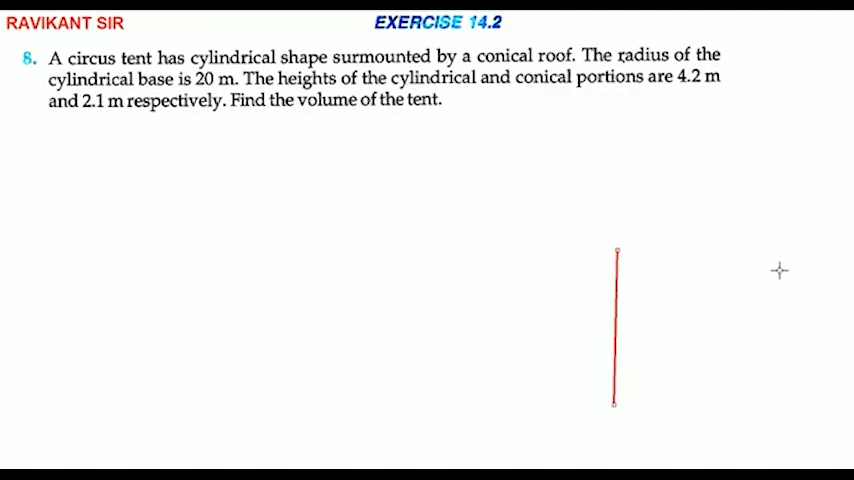 RAVIKANT SIR
EXERCISE 14.2
8. A circus tent has cylindrical shape surmounted by a conical roof. The radius of the
cylindrical base is 20 m. The heights of the cylindrical and conical portions are 4.2 m
and 2.1 m respectively. Find the volume of the tent.